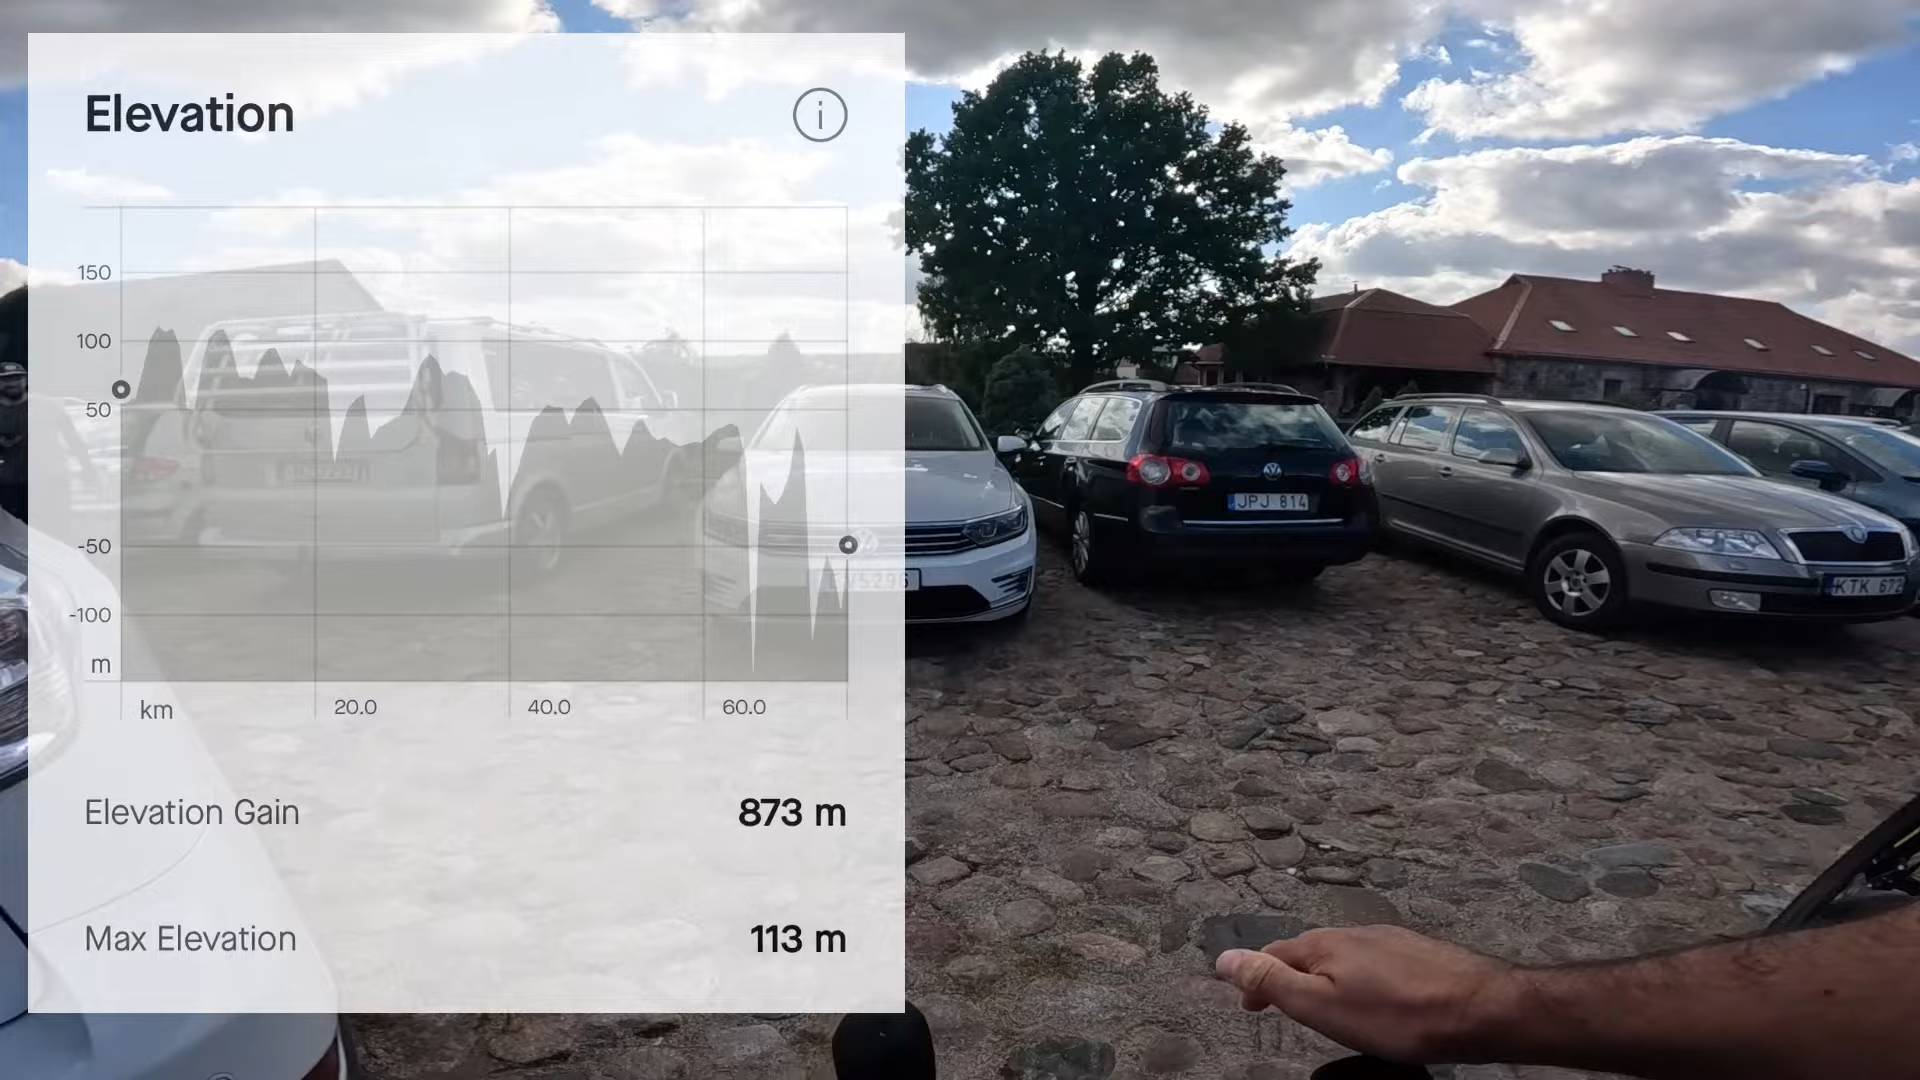 Elevation
i
150
100
50
-50
-100
m
km
20.0
40.0
60.0
Elevation Gain
873 m
Max Elevation
113 m
JPJ 814
KTK 672